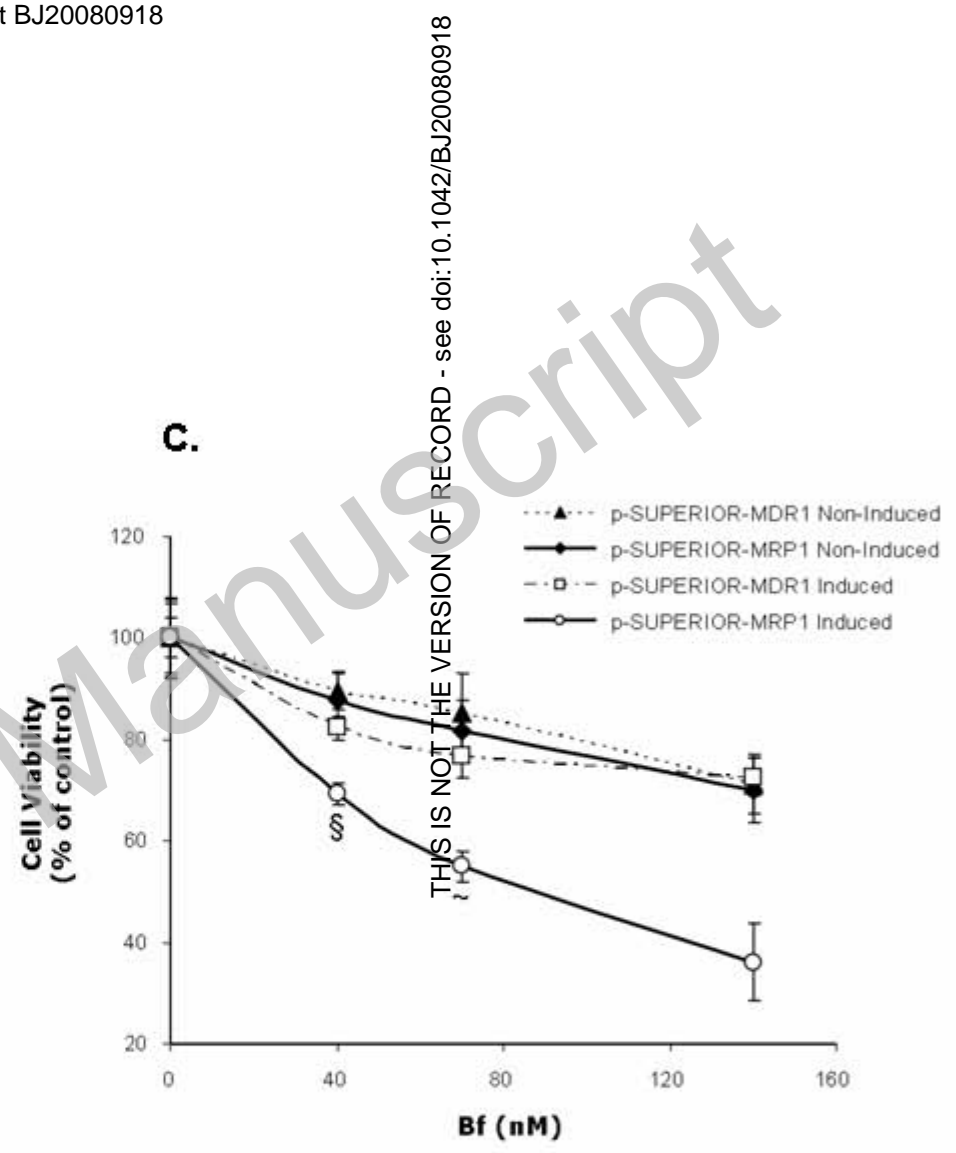 t BJ20080918
THIS IS NOT THE VERSION OF RECORD - see doi:10.1042/BJ20080918
Manuscript
C.
p-SUPERIOR-MDR1 Non-Induced
p-SUPERIOR-MRP1 Non-Induced
p-SUPERIOR-MDR1 Induced
p-SUPERIOR-MRP1 Induced
Cell Viability
(% of control)
120
100
80
60
40
20
§
~
0 40 80 120 160
Bf (nM)